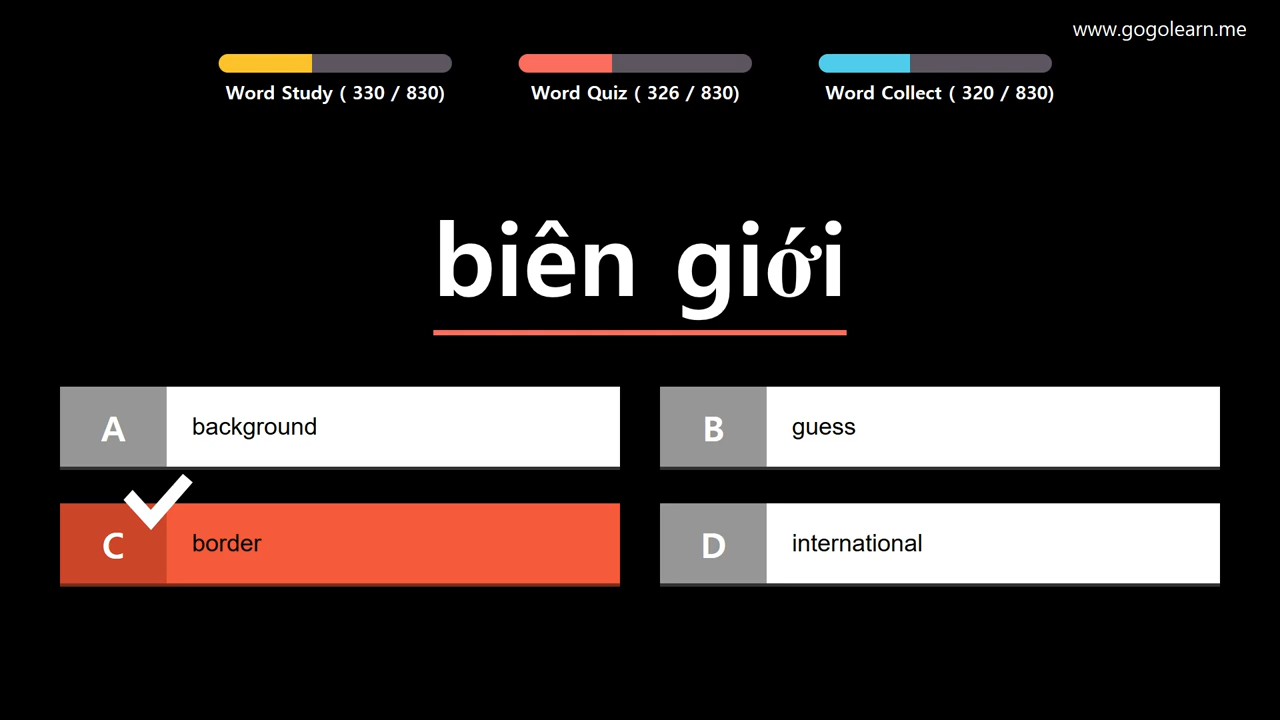 www.gogolearn.me
Word Study ( 330 / 830)
Word Quiz ( 326 / 830)
Word Collect ( 320 / 830)
biên giới
A background
B guess
C border
D international